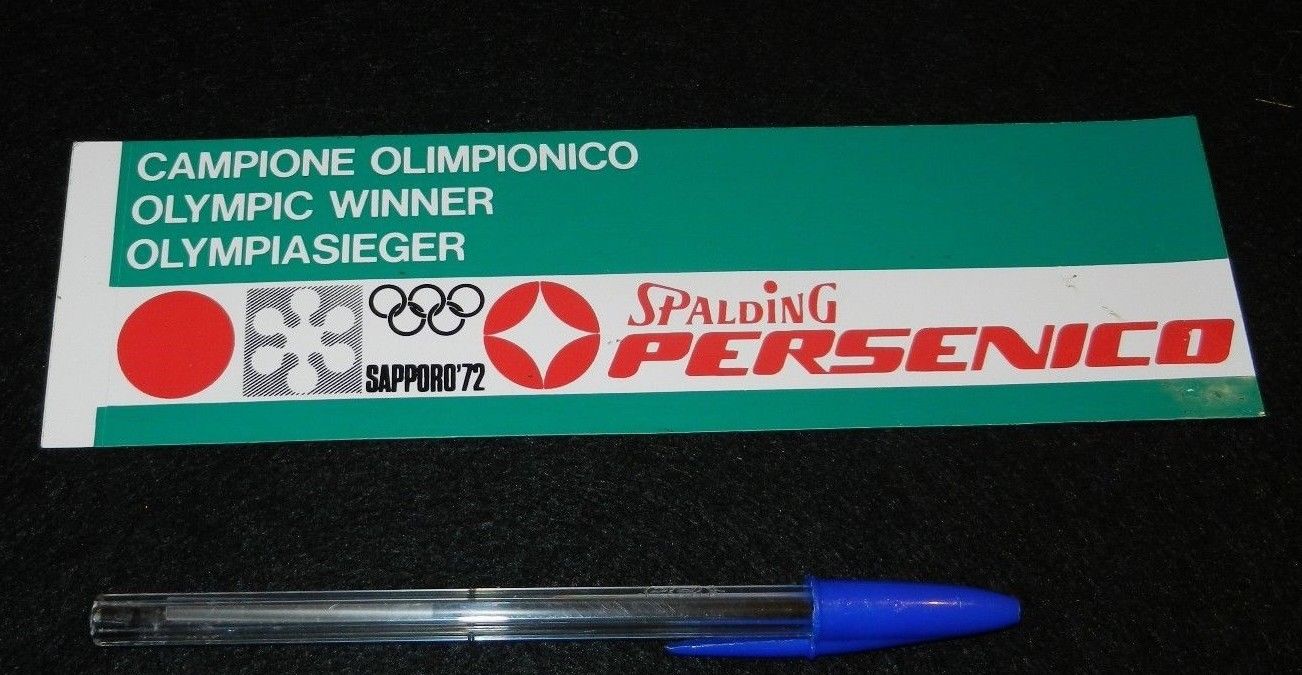 CAMPIONE OLIMPIONICO
OLYMPIC WINNER
OLYMPIASIEGER
SAPPORO'72
SPALDiNG
PERSENICO